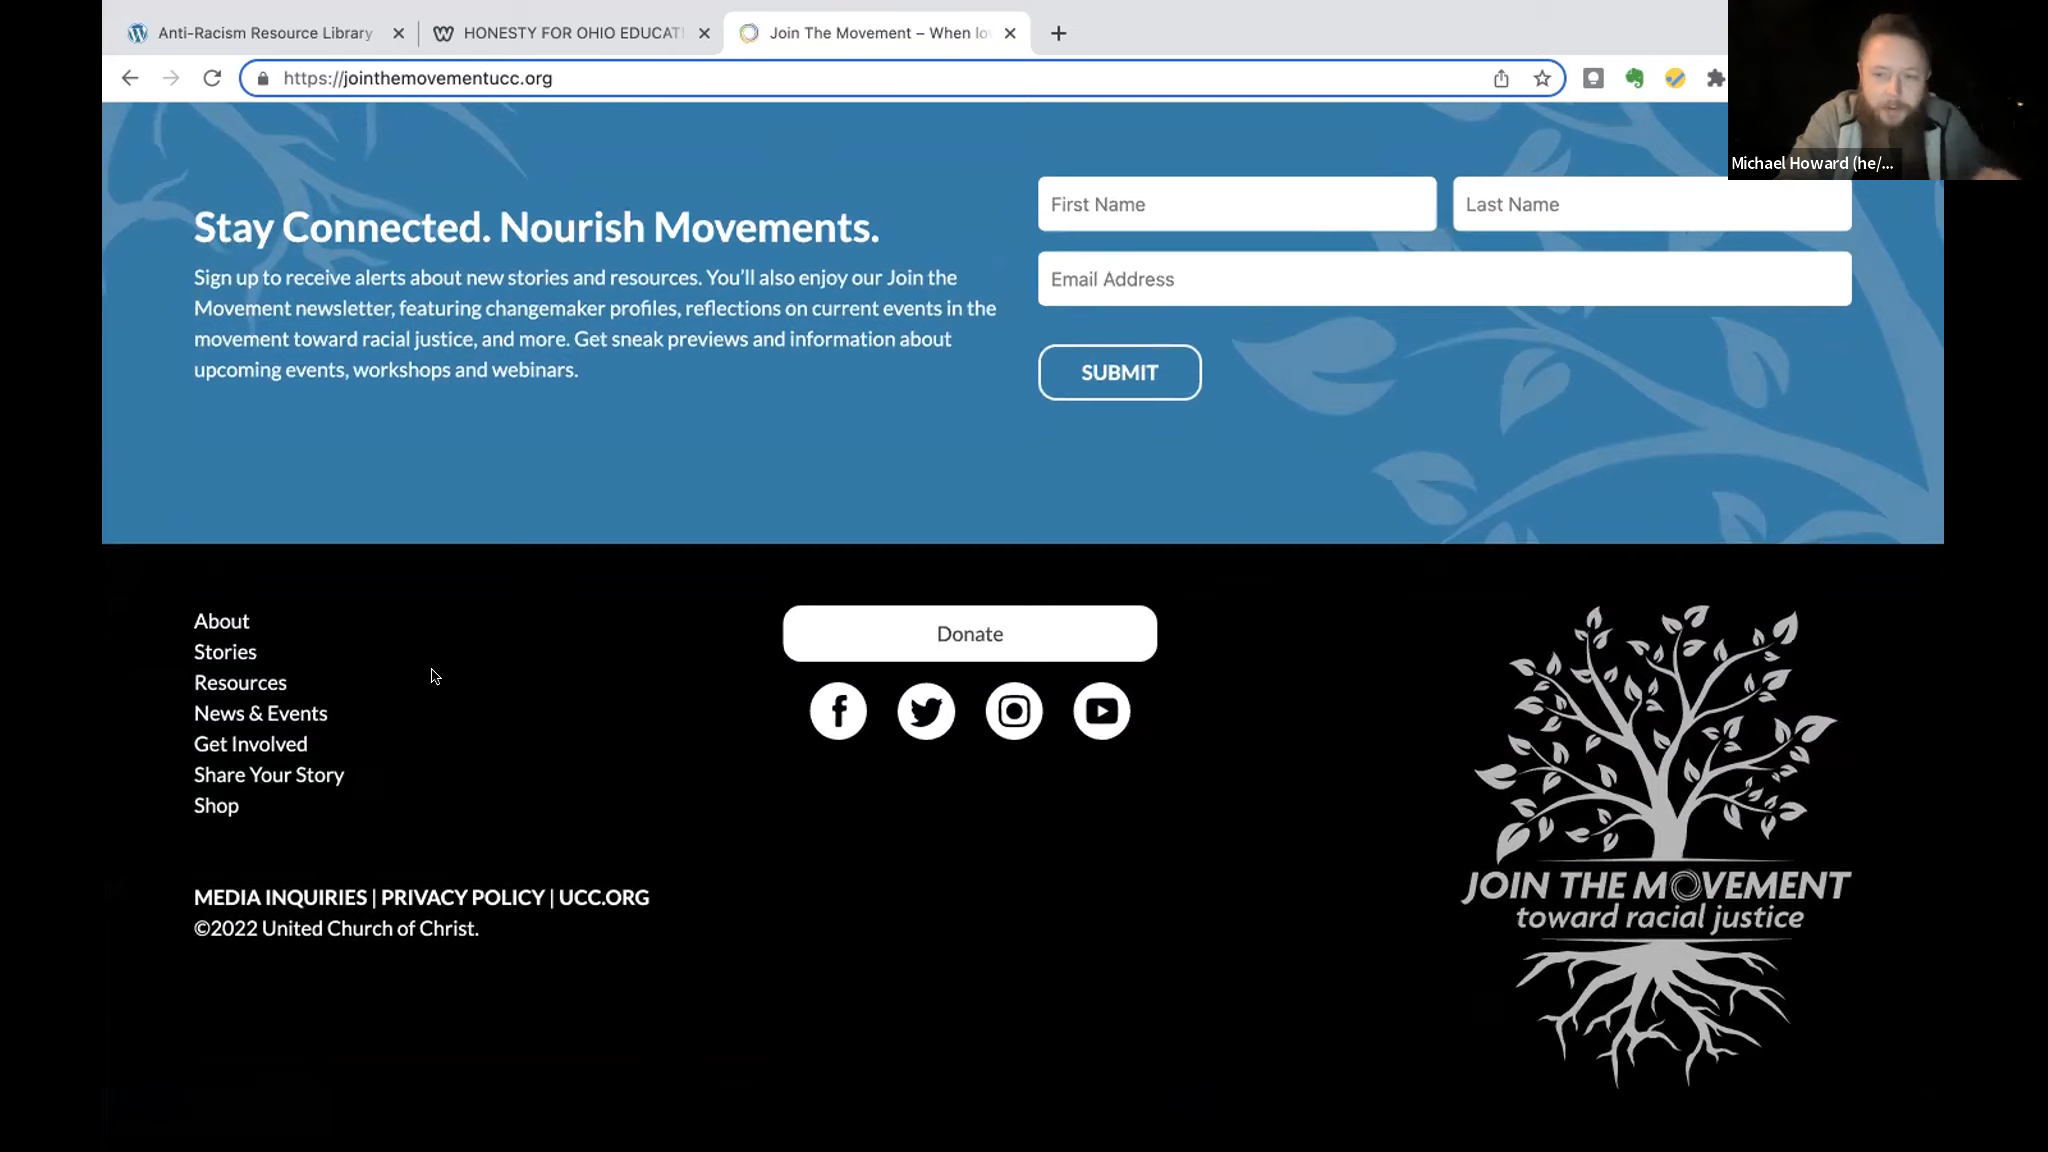 Anti-Racism Resource Library
HONESTY FOR OHIO EDUCATI
Join The Movement – When lo
https://jointhemovementucc.org
Michael Howard (he/...
Stay Connected. Nourish Movements.
Sign up to receive alerts about new stories and resources. You'll also enjoy our Join the
Movement newsletter, featuring changemaker profiles, reflections on current events in the
movement toward racial justice, and more. Get sneak previews and information about
upcoming events, workshops and webinars.
First Name
Last Name
Email Address
SUBMIT
About
Stories
Resources
News & Events
Get Involved
Share Your Story
Shop
Donate
MEDIA INQUIRIES | PRIVACY POLICY | UCC.ORG
©2022 United Church of Christ.
JOIN THE MOVEMENT
toward racial justice